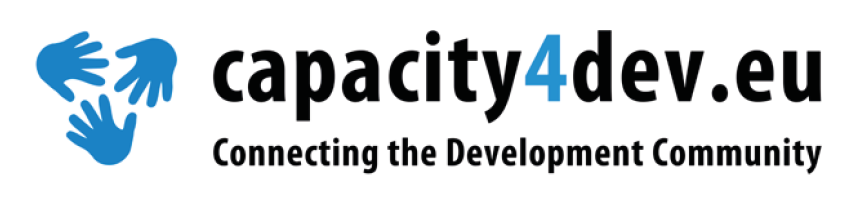 capacity4dev.eu
Connecting the Development Community